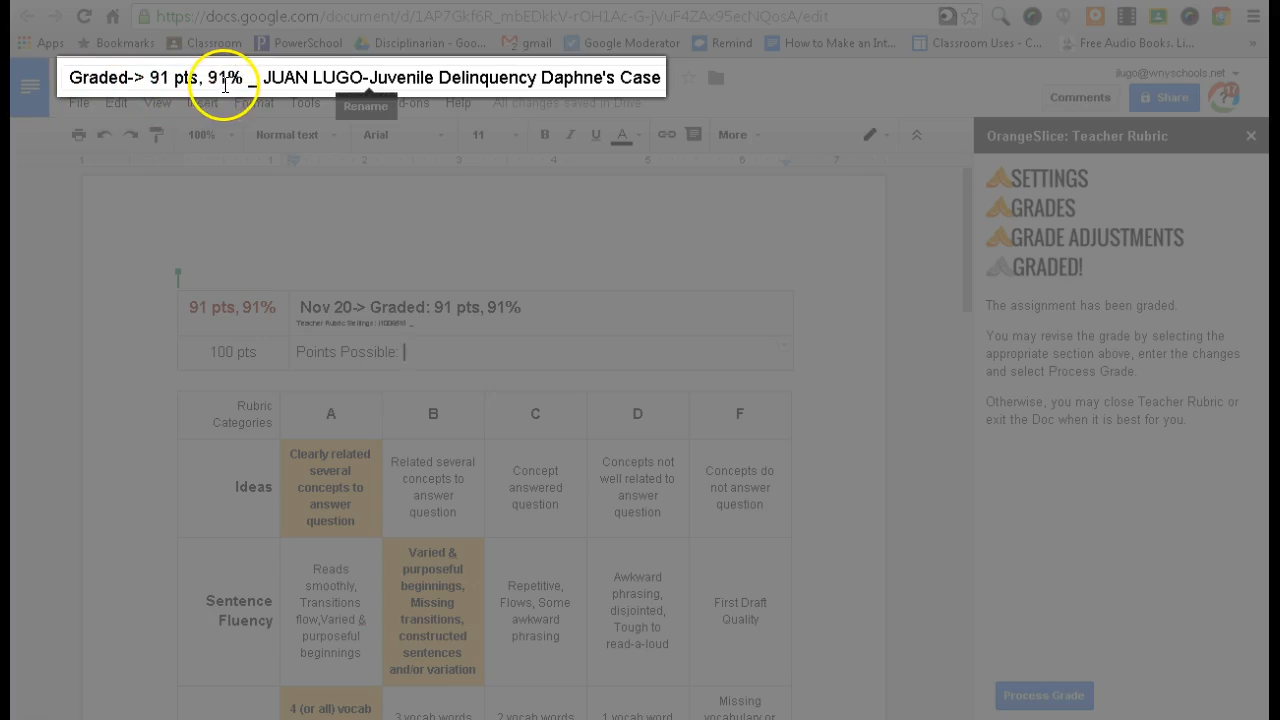 https://docs.google.com/document/d/1AP7Gkf6R_mbEDkkV-rOH1Ac-G-jVuF4ZAx95ecNQosA/edit
Apps Bookmarks Classroom PowerSchool Disciplinarian - Goo... gmail Google Moderator Remind How to Make an Int... Classroom Uses - ... Free Audio Books. Li...
Graded-> 91 pts, 91% _ JUAN LUGO-Juvenile Delinquency Daphne's Case
jlugo@wnyschools.net
File Edit View Insert Format Tools Rename d-ons Help All changes saved in Drive
Comments Share
100% Normal text Arial 11 B I U A More
1 1 2 3 4 5 6 7
OrangeSlice: Teacher Rubric
SETTINGS
GRADES
GRADE ADJUSTMENTS
GRADED!
The assignment has been graded.
You may revise the grade by selecting the
appropriate section above, enter the changes
and select Process Grade.
Otherwise, you may close Teacher Rubric or
exit the Doc when it is best for you.
Process Grade
91 pts, 91% Nov 20-> Graded: 91 pts, 91%
100 pts Points Possible:
Rubric
Categories
A B C D F
Ideas
Clearly related
several
concepts to
answer
question
Related several
concepts to
answer
question
Concept
answered
question
Concepts not
well related to
answer
question
Concepts do
not answer
question
Sentence
Fluency
Reads
smoothly,
Transitions
flow,Varied &
purposeful
beginnings
Varied &
purposeful
beginnings,
Missing
transitions,
constructed
sentences
and/or variation
Repetitive,
Flows, Some
awkward
phrasing
Awkward
phrasing,
disjointed,
Tough to
read-a-loud
First Draft
Quality
4 (or all) vocab
3 vocab words
2 vocab words
1 vocab word
Missing
vocabulary or